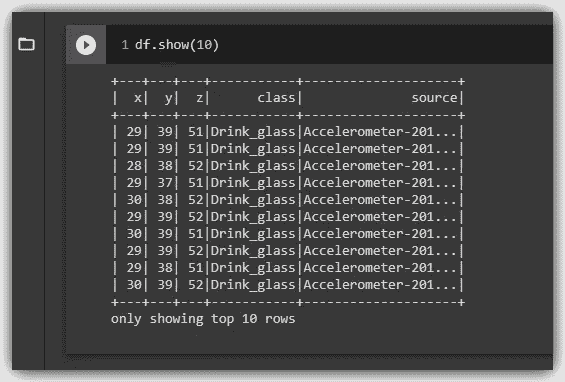 1 df.show(10)
+---+---+---+-----------+--------------------+
|  x|  y|  z|      class|              source|
+---+---+---+-----------+--------------------+
| 29| 39| 51|Drink_glass|Accelerometer-201...|
| 29| 39| 51|Drink_glass|Accelerometer-201...|
| 28| 38| 52|Drink_glass|Accelerometer-201...|
| 29| 37| 51|Drink_glass|Accelerometer-201...|
| 30| 38| 52|Drink_glass|Accelerometer-201...|
| 29| 39| 52|Drink_glass|Accelerometer-201...|
| 30| 39| 51|Drink_glass|Accelerometer-201...|
| 29| 39| 52|Drink_glass|Accelerometer-201...|
| 29| 38| 51|Drink_glass|Accelerometer-201...|
| 30| 39| 52|Drink_glass|Accelerometer-201...|
+---+---+---+-----------+--------------------+
only showing top 10 rows